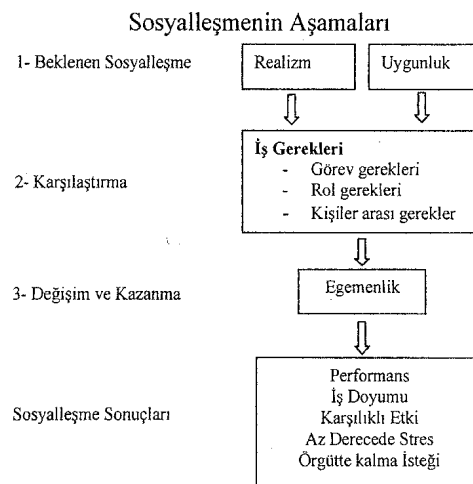 Sosyalleşmenin Aşamaları
1- Beklenen Sosyalleşme
Realizm
Uygunluk
2- Karşılaştırma
İş Gerekleri
- Görev gerekleri
- Rol gerekleri
- Kişiler arası gerekler
3- Değişim ve Kazanma
Egemenlik
Sosyalleşme Sonuçları
Performans
İş Doyumu
Karşılıklı Etki
Az Derecede Stres
Örgütte kalma İsteği